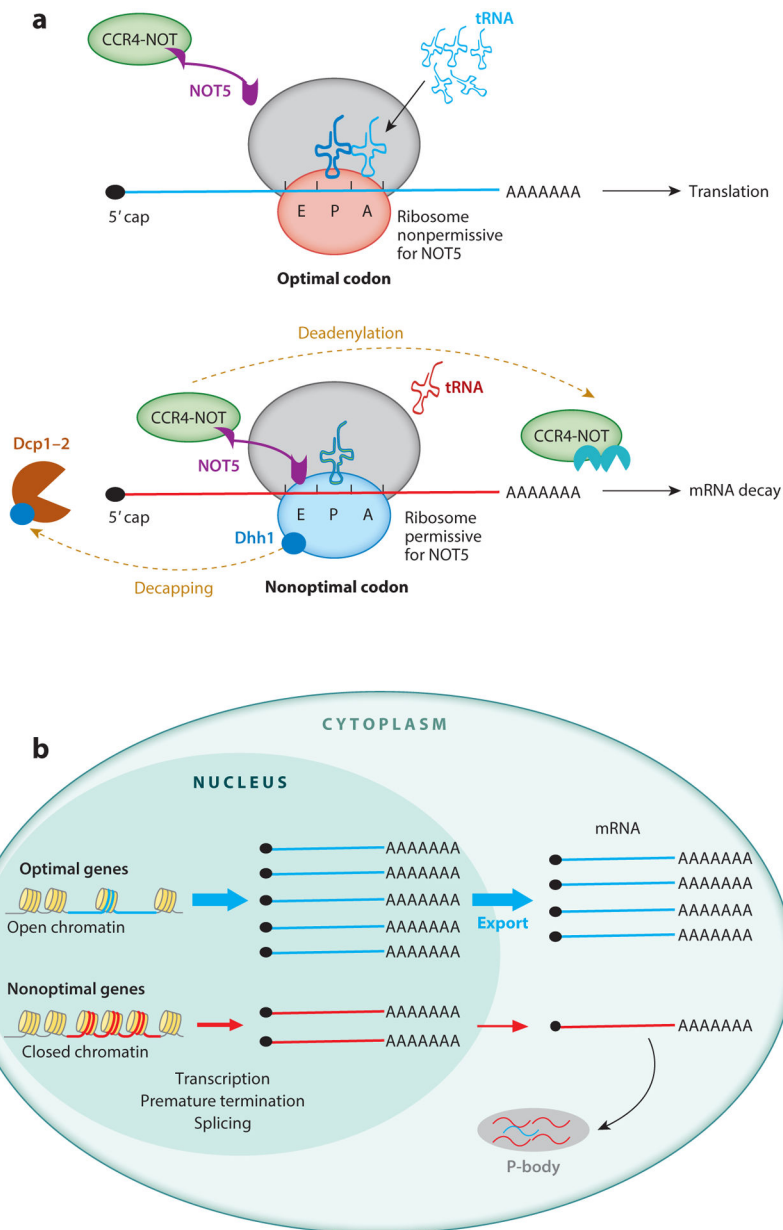 a
CCR4-NOT
NOT5
tRNA
5′ cap
E P A
Ribosome
nonpermissive
for NOT5
AAAAAAA
Translation
Optimal codon
Deadenylation
CCR4-NOT
NOT5
tRNA
CCR4-NOT
Dcp1–2
5′ cap
E P A
AAAAAAA
mRNA decay
Dhh1
Ribosome
permissive
for NOT5
Decapping
Nonoptimal codon
b
CYTOPLASM
NUCLEUS
Optimal genes
Open chromatin
AAAAAAA
AAAAAAA
AAAAAAA
AAAAAAA
AAAAAAA
Export
mRNA
AAAAAAA
AAAAAAA
AAAAAAA
AAAAAAA
Nonoptimal genes
Closed chromatin
AAAAAAA
AAAAAAA
AAAAAAA
Transcription
Premature termination
Splicing
P-body